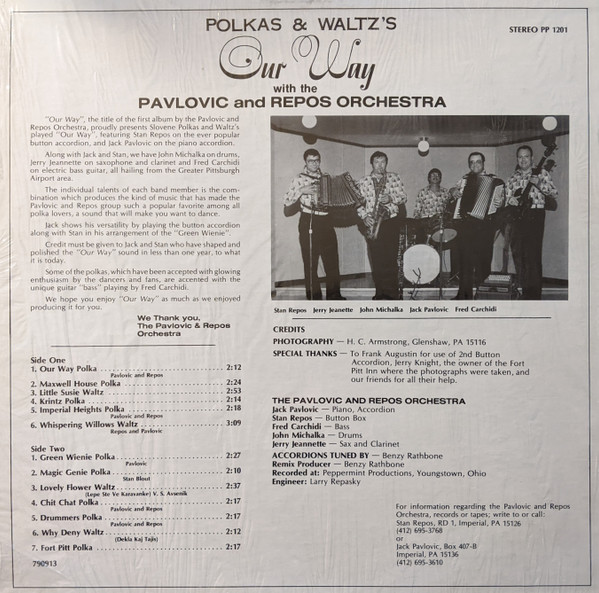 POLKAS & WALTZ'S
STEREO PP 1201
Our Way
with the
PAVLOVIC and REPOS ORCHESTRA
"Our Way", the title of the first album by the Pavlovic and
Repos Orchestra, proudly presents Slovene Polkas and Waltz's
played "Our Way", featuring Stan Repos on the ever popular
button accordion, and Jack Pavlovic on the piano accordion.
Along with Jack and Stan, we have John Michalka on drums,
Jerry Jeannette on saxophone and clarinet and Fred Carchidi
on electric bass guitar, all hailing from the Greater Pittsburgh
Airport area.
The individual talents of each band member is the com-
bination which produces the kind of music that has made the
Pavlovic and Repos group such a popular favorite among all
polka lovers, a sound that will make you want to dance.
Jack shows his versatility by playing the button accordion
along with Stan in his arrangement of the "Green Wienie".
Credit must be given to Jack and Stan who have shaped and
polished the "Our Way" sound in less than one year, to what
it is today.
Some of the polkas, which have been accepted with glowing
enthusiasm by the dancers and fans, are accented with the
unique guitar "bass" playing by Fred Carchidi.
We hope you enjoy "Our Way" as much as we enjoyed
producing it for you.
We Thank you,
The Pavlovic & Repos
Orchestra
Side One
1. Our Way Polka 2:12
Pavlovic and Repos
2. Maxwell House Polka 2:24
3. Little Susie Waltz 2:53
4. Krintz Polka 2:14
5. Imperial Heights Polka 2:18
Pavlovic and Repos
6. Whispering Willows Waltz 3:09
Repos and Pavlovic
Side Two
1. Green Wienie Polka 2:27
Pavlovic
2. Magic Genie Polka 2:10
Stan Blout
3. Lovely Flower Waltz 2:37
(Lepe Ste Ve Karavanke) V. S. Avsenik
4. Chit Chat Polka 2:17
Pavlovic and Repos
5. Drummers Polka 2:17
Pavlovic and Repos
6. Why Deny Waltz 2:12
(Dekla Kaj Tajis)
7. Fort Pitt Polka 2:17
790913
Stan Repos Jerry Jeanette John Michalka Jack Pavlovic Fred Carchidi
CREDITS
PHOTOGRAPHY — H. C. Armstrong, Glenshaw, PA 15116
SPECIAL THANKS — To Frank Augustin for use of 2nd Button
Accordion, Jerry Knight, the owner of the Fort
Pitt Inn where the photographs were taken, and
our friends for all their help.
THE PAVLOVIC AND REPOS ORCHESTRA
Jack Pavlovic — Piano, Accordion
Stan Repos — Button Box
Fred Carchidi — Bass
John Michalka — Drums
Jerry Jeannette — Sax and Clarinet
ACCORDIONS TUNED BY — Benzy Rathbone
Remix Producer — Benzy Rathbone
Recorded at: Peppermint Productions, Youngstown, Ohio
Engineer: Larry Repasky
For information regarding the Pavlovic and Repos
Orchestra, records or tapes; write to or call:
Stan Repos, RD 1, Imperial, PA 15126
(412) 695-3768
or
Jack Pavlovic, Box 407-B
Imperial, PA 15136
(412) 695-3610